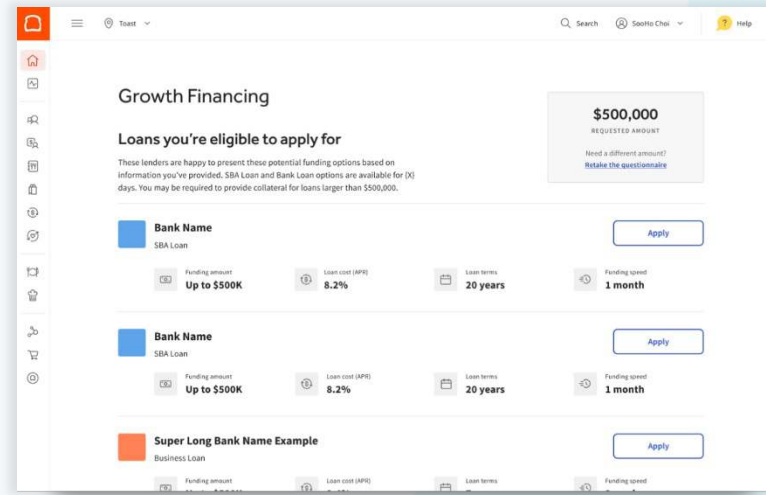 Toast
Search
SooHo Choi
?
Help
Growth Financing
$500,000
REQUESTED AMOUNT
Need a different amount?
Retake the questionnaire
Loans you're eligible to apply for
These lenders are happy to present these potential funding options based on
information you've provided. SBA Loan and Bank Loan options are available for {X}
days. You may be required to provide collateral for loans larger than $500,000.
Bank Name
SBA Loan
Apply
Funding amount
Up to $500K
Loan cost (APR)
8.2%
Loan terms
20 years
Funding speed
1 month
Bank Name
SBA Loan
Apply
Funding amount
Up to $500K
Loan cost (APR)
8.2%
Loan terms
20 years
Funding speed
1 month
Super Long Bank Name Example
Business Loan
Apply
Funding amount
Loan cost (APR)
Loan terms
Funding speed